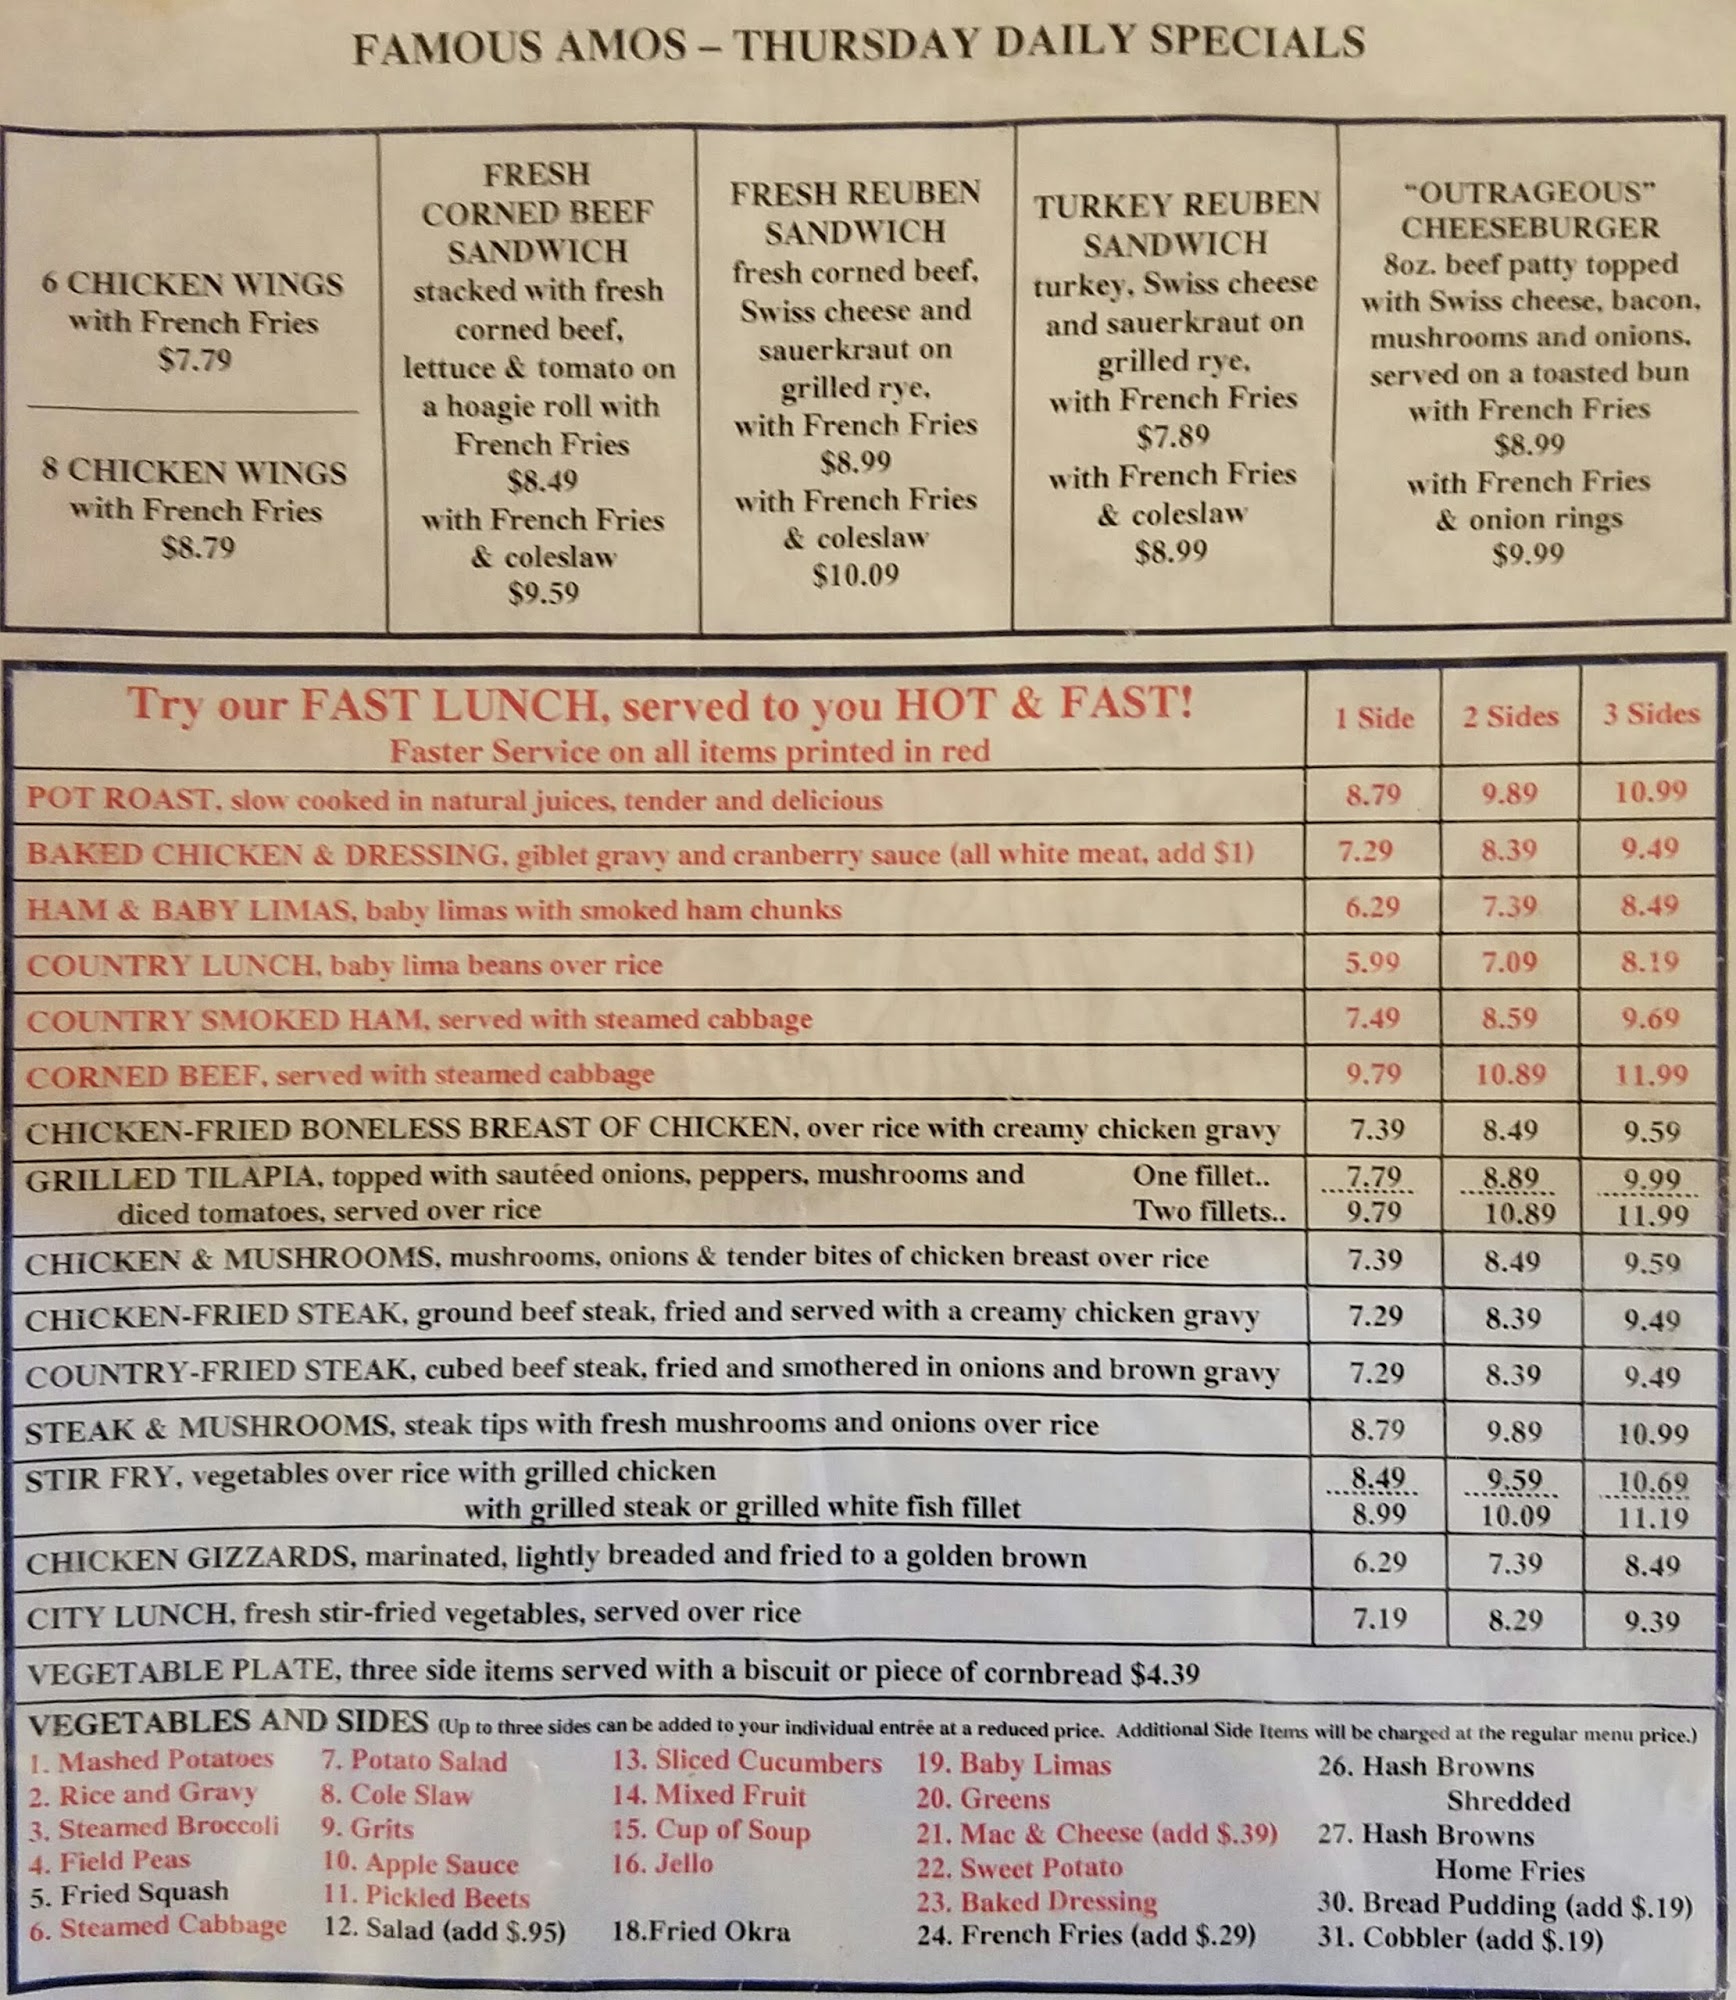 FAMOUS AMOS – THURSDAY DAILY SPECIALS
6 CHICKEN WINGS
with French Fries
$7.79
8 CHICKEN WINGS
with French Fries
$8.79
FRESH
CORNED BEEF
SANDWICH
stacked with fresh
corned beef,
lettuce & tomato on
a hoagie roll with
French Fries
$8.49
with French Fries
& coleslaw
$9.59
FRESH REUBEN
SANDWICH
fresh corned beef,
Swiss cheese and
sauerkraut on
grilled rye,
with French Fries
$8.99
with French Fries
& coleslaw
$10.09
TURKEY REUBEN
SANDWICH
turkey, Swiss cheese
and sauerkraut on
grilled rye,
with French Fries
$7.89
with French Fries
& coleslaw
$8.99
“OUTRAGEOUS”
CHEESEBURGER
8oz. beef patty topped
with Swiss cheese, bacon,
mushrooms and onions,
served on a toasted bun
with French Fries
$8.99
with French Fries
& onion rings
$9.99
Try our FAST LUNCH, served to you HOT & FAST! 1 Side 2 Sides 3 Sides
Faster Service on all items printed in red
POT ROAST, slow cooked in natural juices, tender and delicious 8.79 9.89 10.99
BAKED CHICKEN & DRESSING, giblet gravy and cranberry sauce (all white meat, add $1) 7.29 8.39 9.49
HAM & BABY LIMAS, baby limas with smoked ham chunks 6.29 7.39 8.49
COUNTRY LUNCH, baby lima beans over rice 5.99 7.09 8.19
COUNTRY SMOKED HAM, served with steamed cabbage 7.49 8.59 9.69
CORNED BEEF, served with steamed cabbage 9.79 10.89 11.99
CHICKEN-FRIED BONELESS BREAST OF CHICKEN, over rice with creamy chicken gravy 7.39 8.49 9.59
GRILLED TILAPIA, topped with sautéed onions, peppers, mushrooms and One fillet.. 7.79 8.89 9.99
diced tomatoes, served over rice Two fillets.. 9.79 10.89 11.99
CHICKEN & MUSHROOMS, mushrooms, onions & tender bites of chicken breast over rice 7.39 8.49 9.59
CHICKEN-FRIED STEAK, ground beef steak, fried and served with a creamy chicken gravy 7.29 8.39 9.49
COUNTRY-FRIED STEAK, cubed beef steak, fried and smothered in onions and brown gravy 7.29 8.39 9.49
STEAK & MUSHROOMS, steak tips with fresh mushrooms and onions over rice 8.79 9.89 10.99
STIR FRY, vegetables over rice with grilled chicken 8.49 9.59 10.69
with grilled steak or grilled white fish fillet 8.99 10.09 11.19
CHICKEN GIZZARDS, marinated, lightly breaded and fried to a golden brown 6.29 7.39 8.49
CITY LUNCH, fresh stir-fried vegetables, served over rice 7.19 8.29 9.39
VEGETABLE PLATE, three side items served with a biscuit or piece of cornbread $4.39
VEGETABLES AND SIDES (Up to three sides can be added to your individual entrée at a reduced price. Additional Side Items will be charged at the regular menu price.)
1. Mashed Potatoes
2. Rice and Gravy
3. Steamed Broccoli
4. Field Peas
5. Fried Squash
6. Steamed Cabbage
7. Potato Salad
8. Cole Slaw
9. Grits
10. Apple Sauce
11. Pickled Beets
12. Salad (add $.95)
13. Sliced Cucumbers
14. Mixed Fruit
15. Cup of Soup
16. Jello
18.Fried Okra
19. Baby Limas
20. Greens
21. Mac & Cheese (add $.39)
22. Sweet Potato
23. Baked Dressing
24. French Fries (add $.29)
26. Hash Browns
Shredded
27. Hash Browns
Home Fries
30. Bread Pudding (add $.19)
31. Cobbler (add $.19)